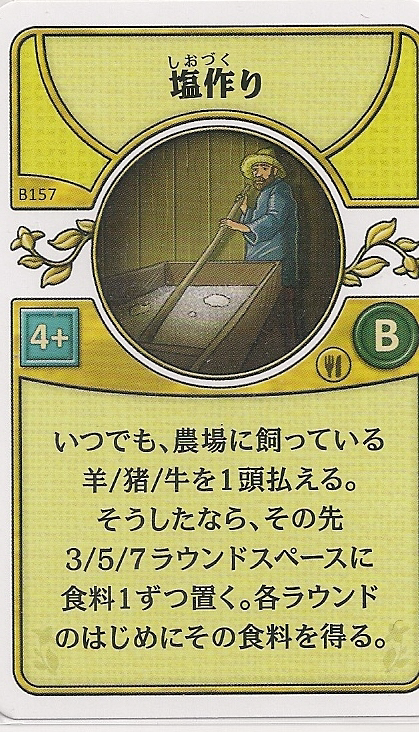 しおづく
塩作り
B157
4+
B
いつでも、農場に飼っている
羊/猪/牛を1頭払える。
そうしたなら、その先
3/5/7ラウンドスペースに
食料1ずつ置く。各ラウンド
のはじめにその食料を得る。